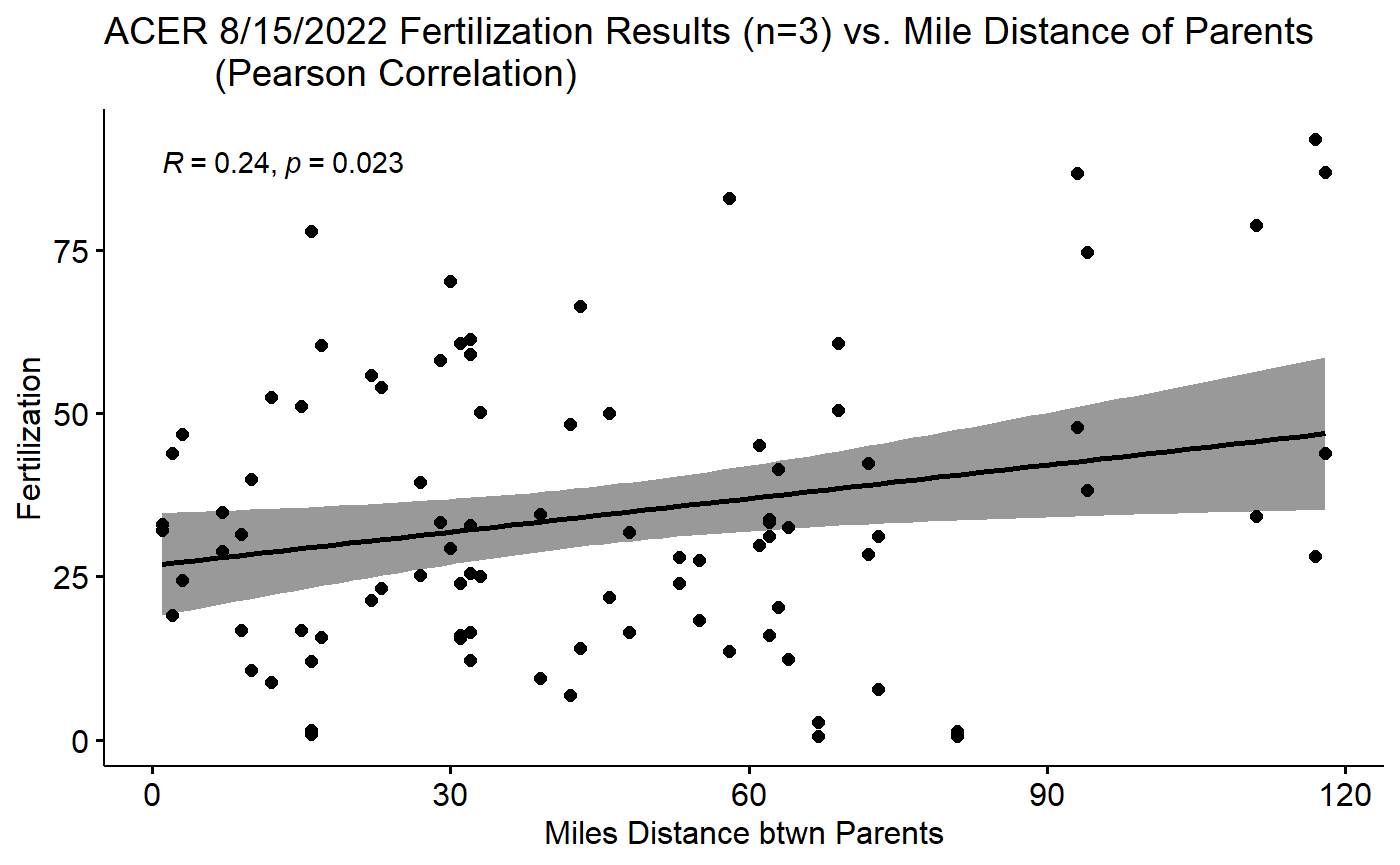 ACER 8/15/2022 Fertilization Results (n=3) vs. Mile Distance of Parents
(Pearson Correlation)
R = 0.24, p = 0.023
75
50
25
0
Fertilization
0 30 60 90 120
Miles Distance btwn Parents